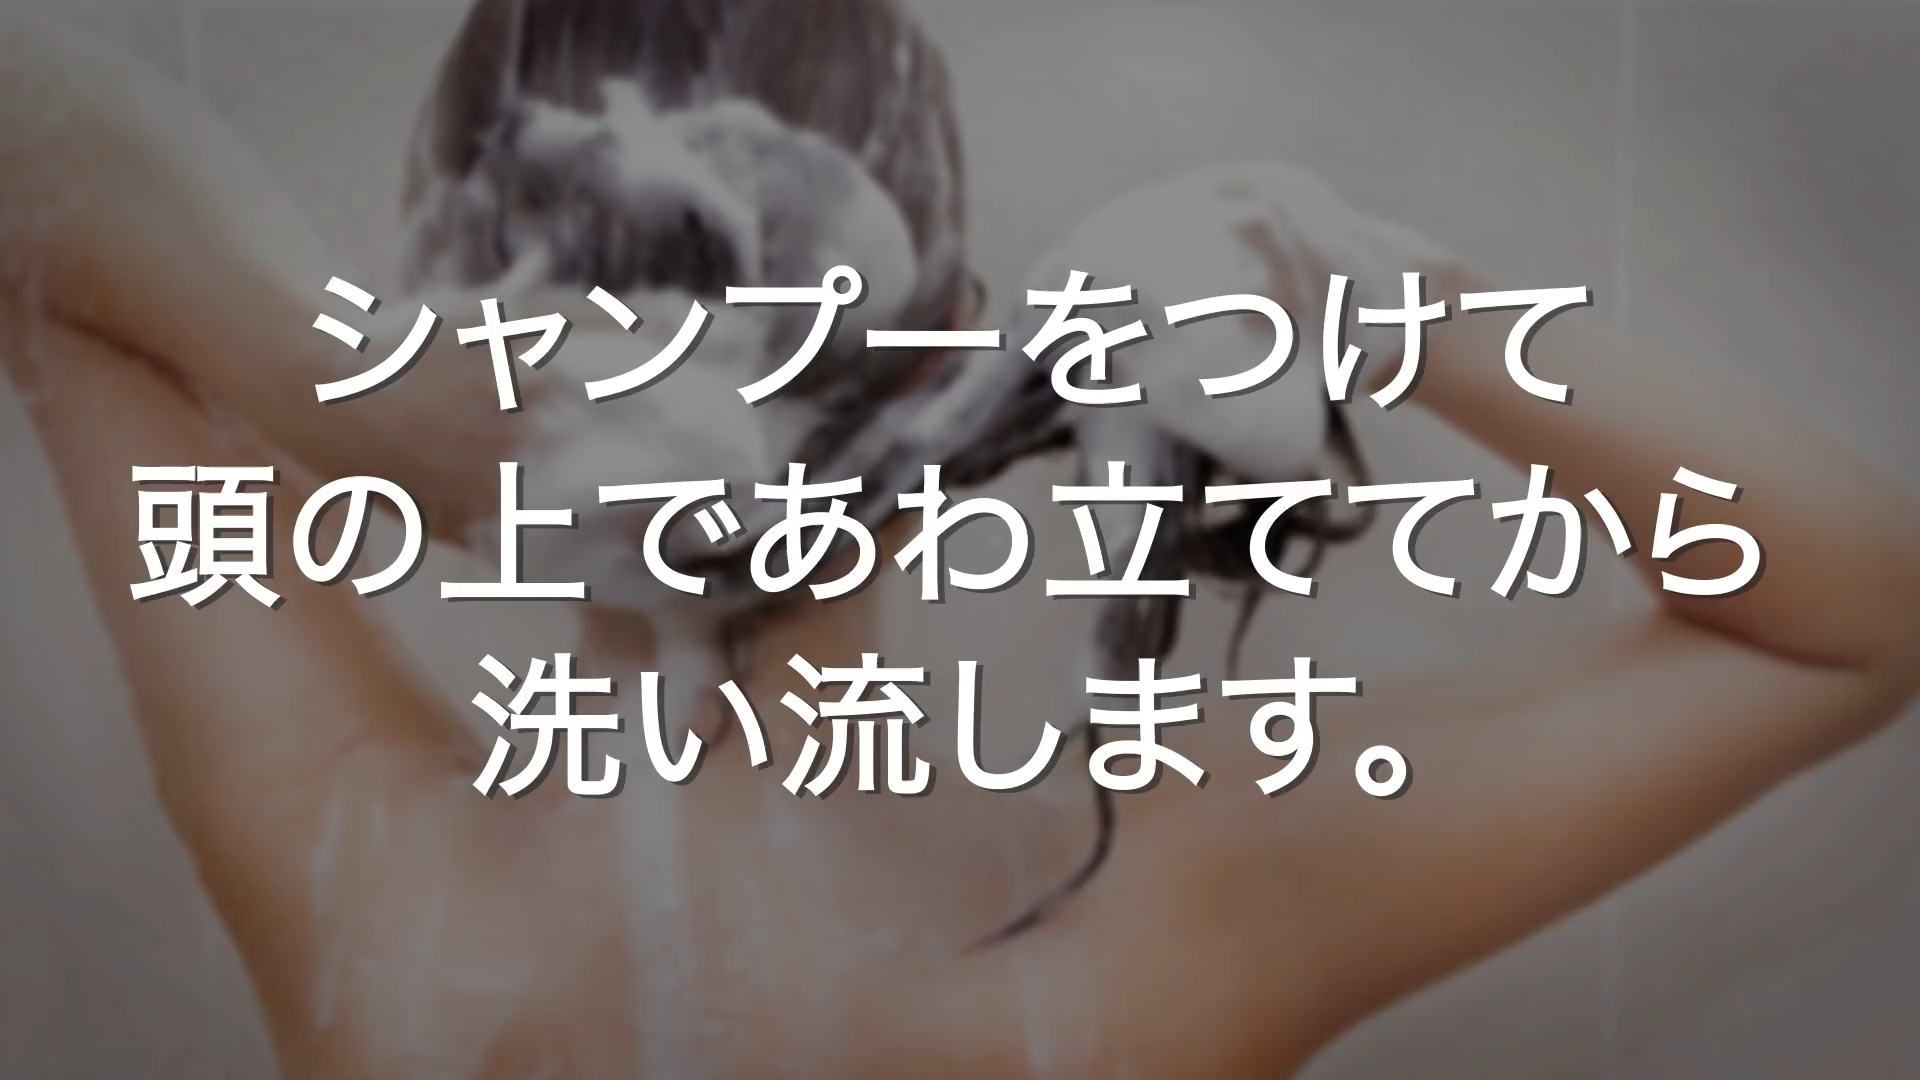 シャンプーをつけて
頭の上であわ立ててから
洗い流します。